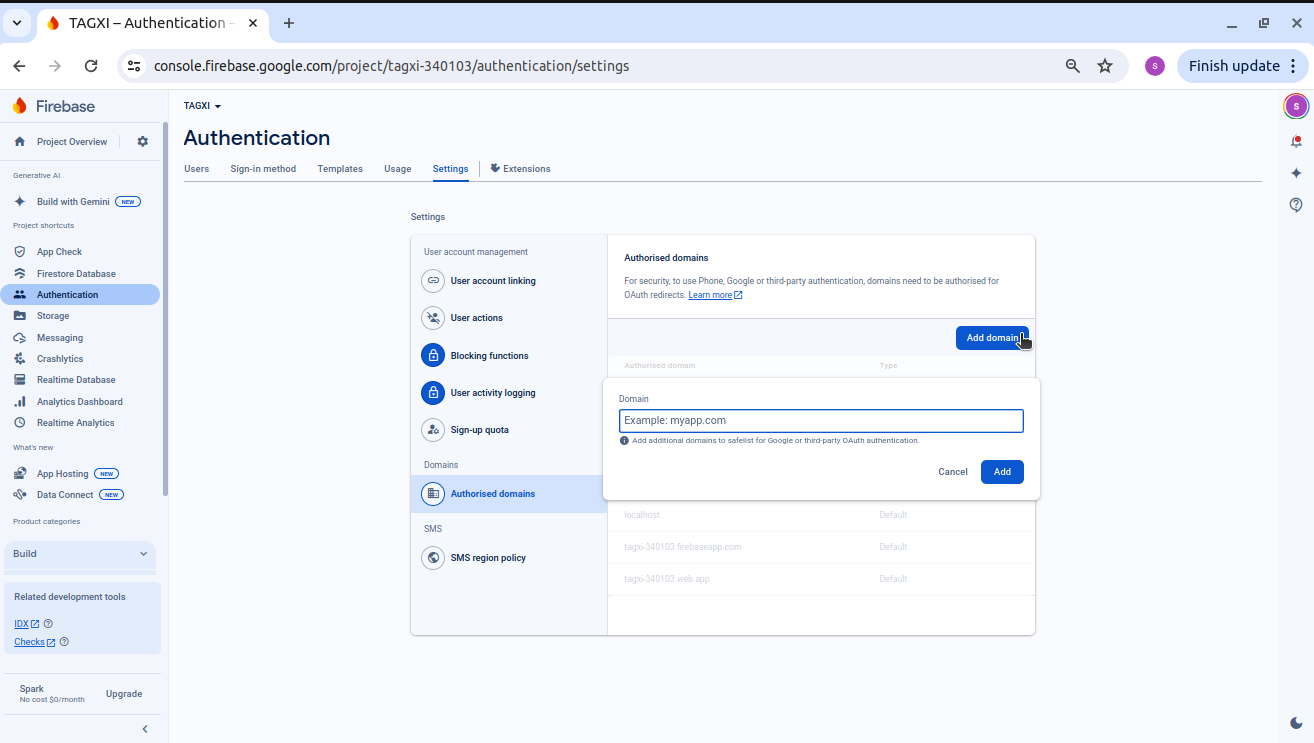 TAGXI – Authentication –
console.firebase.google.com/project/tagxi-340103/authentication/settings
S
Finish update
Firebase
Project Overview
Generative AI
Build with Gemini NEW
Project shortcuts
App Check
Firestore Database
Authentication
Storage
Messaging
Crashlytics
Realtime Database
Analytics Dashboard
Realtime Analytics
What's new
App Hosting NEW
Data Connect NEW
Product categories
Build
Related development tools
IDX
Checks
Spark
No cost $0/month
Upgrade
TAGXI
Authentication
Users Sign-in method Templates Usage Settings Extensions
Settings
User account management
User account linking
User actions
Blocking functions
User activity logging
Sign-up quota
Domains
Authorised domains
SMS
SMS region policy
Authorised domains
For security, to use Phone, Google or third-party authentication, domains need to be authorised for
OAuth redirects. Learn more
Add domain
Authorised domain Type
Domain
Example: myapp.com
Add additional domains to safelist for Google or third-party OAuth authentication.
Cancel Add
localhost Default
tagxi-340103.firebaseapp.com Default
tagxi-340103.web.app Default
S